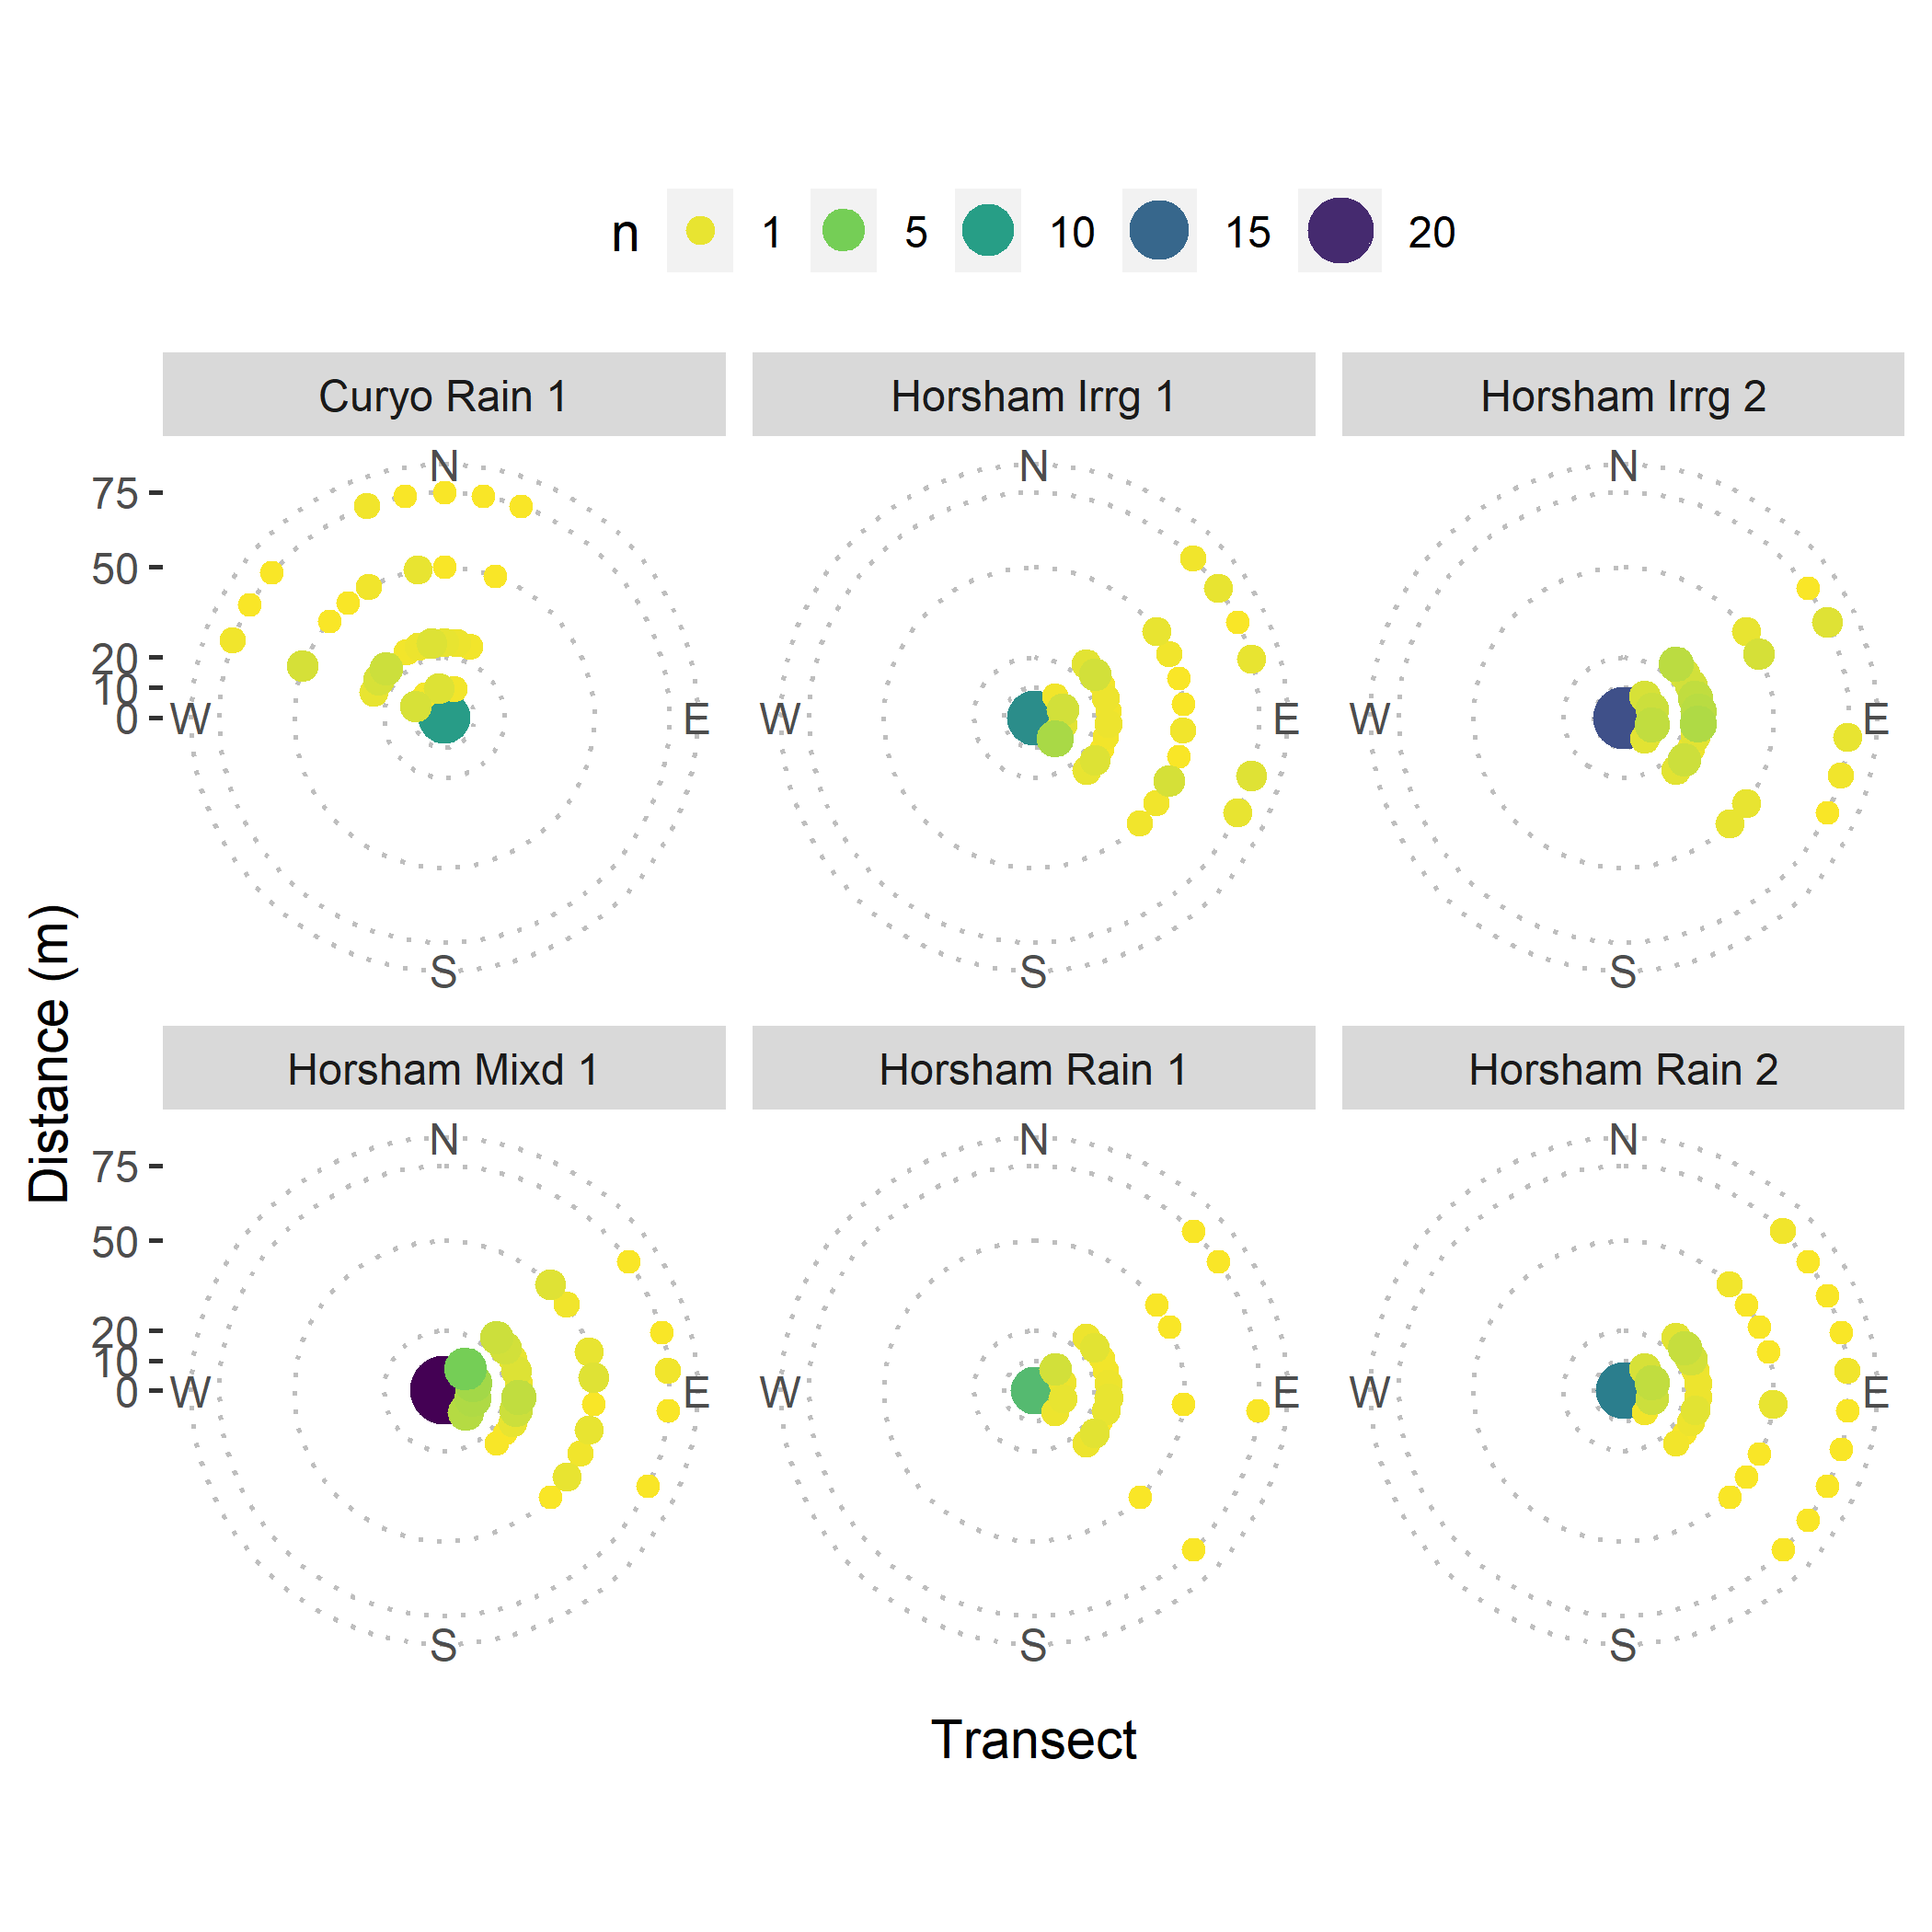 n 1 5 10 15 20
Curyo Rain 1 Horsham Irrg 1 Horsham Irrg 2
N N N
75
50
20
10
0
W E W E W E
S S S
Distance (m)
Horsham Mixd 1 Horsham Rain 1 Horsham Rain 2
N N N
75
50
20
10
0
W E W E W E
S S S
Transect